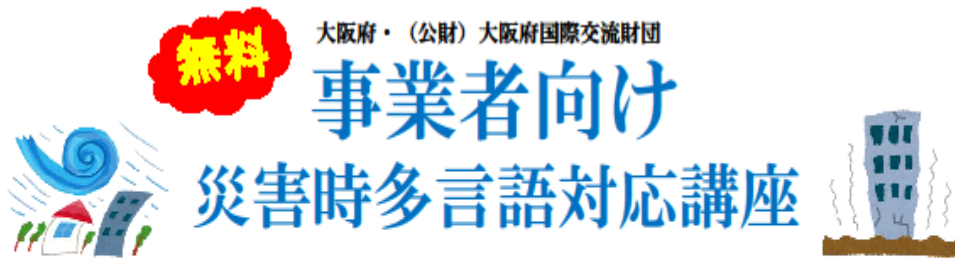 無料
大阪府・（公財）大阪府国際交流財団
事業者向け
災害時多言語対応講座